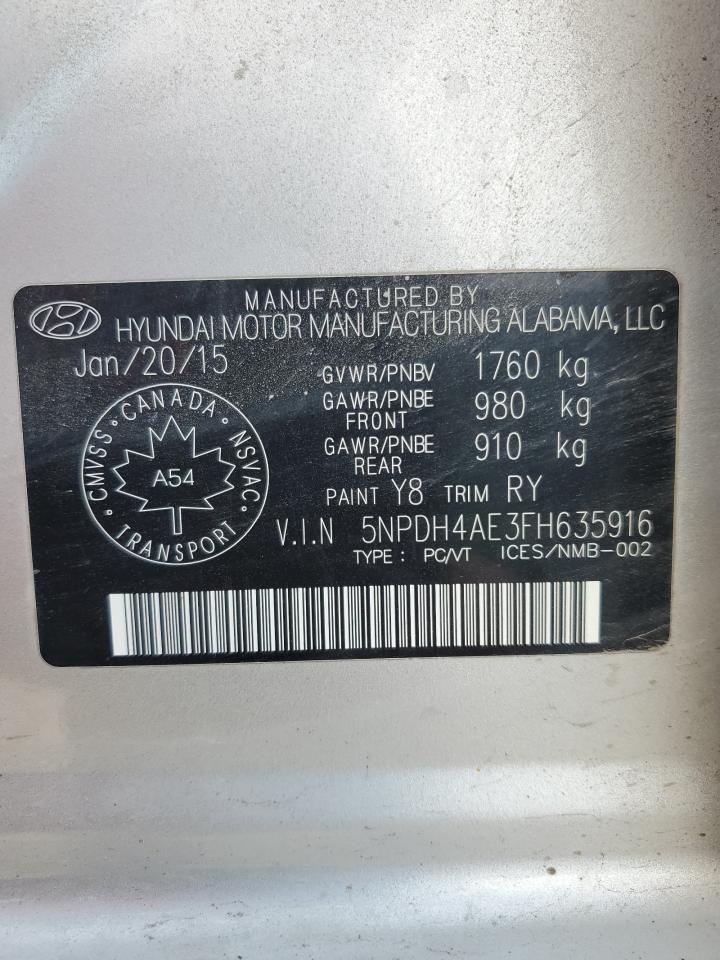 MANUFACTURED BY
HYUNDAI MOTOR MANUFACTURING ALABAMA, LLC
Jan/20/15
GVWR/PNBV 1760 kg
GAWR/PNBE FRONT 980 kg
GAWR/PNBE REAR 910 kg
PAINT Y8 TRIM RY
CANADA
CMVSS
NSVAC
A54
TRANSPORT
V.I.N 5NPDH4AE3FH635916
TYPE : PC/VT ICES/NMB-002